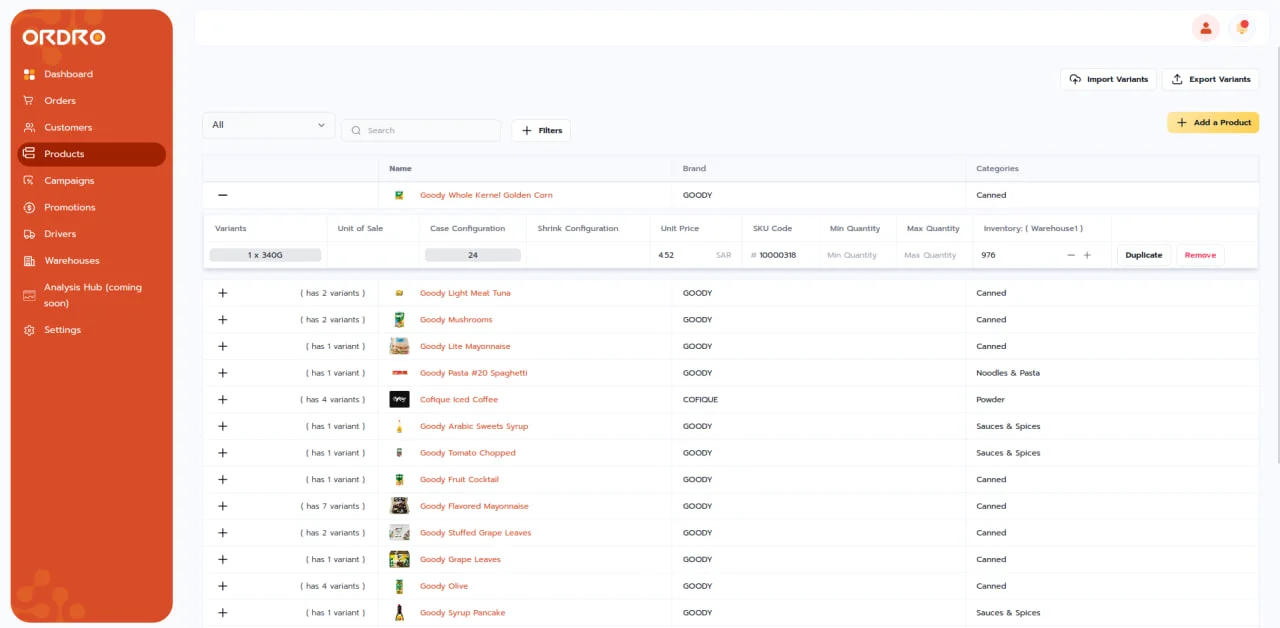 ORDRO
Dashboard
Orders
Customers
Products
Campaigns
Promotions
Drivers
Warehouses
Analysis Hub (coming
soon)
Settings
Import Variants
Export Variants
All
Search
Filters
Add a Product
Name Brand Categories
Goody Whole Kernel Golden Corn GOODY Canned
Variants Unit of Sale Case Configuration Shrink Configuration Unit Price SKU Code Min Quantity Max Quantity Inventory: ( Warehouse1 )
1 x 340G 24 4.52 SAR # 10000318 Min Quantity Max Quantity 976 Duplicate Remove
( has 2 variants ) Goody Light Meat Tuna GOODY Canned
( has 2 variants ) Goody Mushrooms GOODY Canned
( has 1 variant ) Goody Lite Mayonnaise GOODY Canned
( has 1 variant ) Goody Pasta #20 Spaghetti GOODY Noodles & Pasta
( has 4 variants ) Cofique Iced Coffee COFIQUE Powder
( has 1 variant ) Goody Arabic Sweets Syrup GOODY Sauces & Spices
( has 1 variant ) Goody Tomato Chopped GOODY Sauces & Spices
( has 1 variant ) Goody Fruit Cocktail GOODY Canned
( has 7 variants ) Goody Flavored Mayonnaise GOODY Canned
( has 2 variants ) Goody Stuffed Grape Leaves GOODY Canned
( has 1 variant ) Goody Grape Leaves GOODY Canned
( has 4 variants ) Goody Olive GOODY Canned
( has 1 variant ) Goody Syrup Pancake GOODY Sauces & Spices